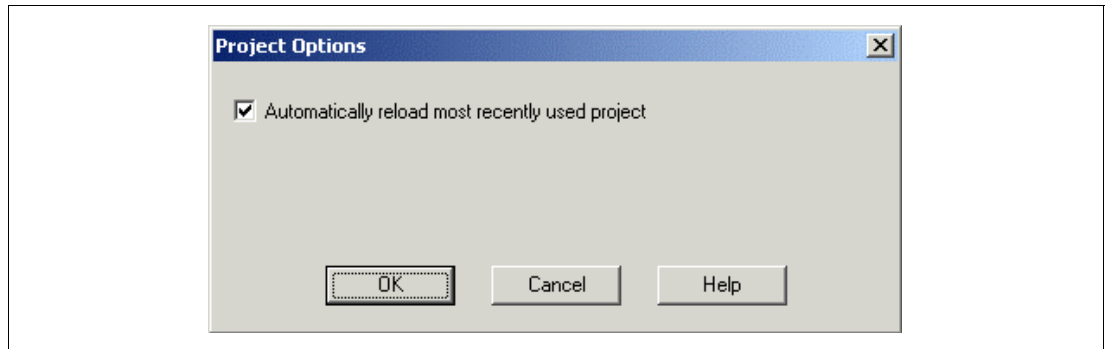 Project Options
Automatically reload most recently used project
OK Cancel Help